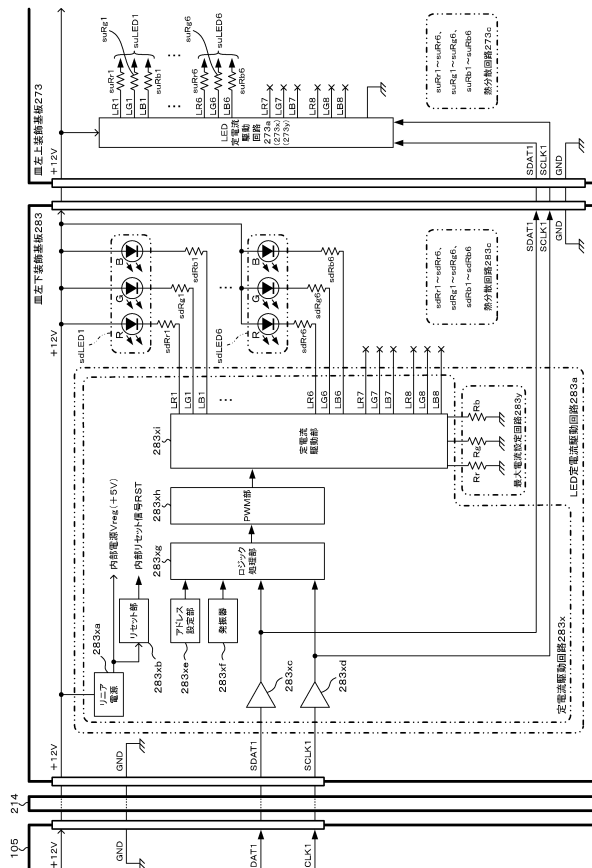 105
214
+12V
GND
SDAT1
SCLK1
皿左下装飾基板283
+12V
GND
SDAT1
SCLK1
283xa
リニア
電源
283xb
リセット部
内部電源Vreg(+5V)
内部リセット信号RST
283xe
アドレス
設定部
283xf
発振器
283xc
283xd
283xg
ロジック
処理部
283xh
PWM部
283xi
定電流
駆動部
LR1
LG1
LB1
…
LR6
LG6
LB6
LR7
LG7
LB7
LR8
LG8
LB8
Rr
Rg
Rb
最大電流設定回路283y
定電流駆動回路283x
LED定電流駆動回路283a
sdLED1
R
G
B
sdRr1
sdRg1
sdRb1
…
sdLED6
R
G
B
sdRr6
sdRg6
sdRb6
+12V
sdRr1~sdRr6、
sdRg1~sdRg6、
sdRb1~sdRb6
熱分散回路283c
SDAT1
SCLK1
GND
皿左上装飾基板273
+12V
LED
定電流
駆動
回路
273a
(273x)
(273y)
LR1
LG1
LB1
…
LR6
LG6
LB6
LR7
LG7
LB7
LR8
LG8
LB8
suRr1
suRg1
suRb1
suLED1
…
suRr6
suRg6
suRb6
suLED6
suRr1~suRr6、
suRg1~suRg6、
suRb1~suRb6
熱分散回路273c
SDAT1
SCLK1
GND